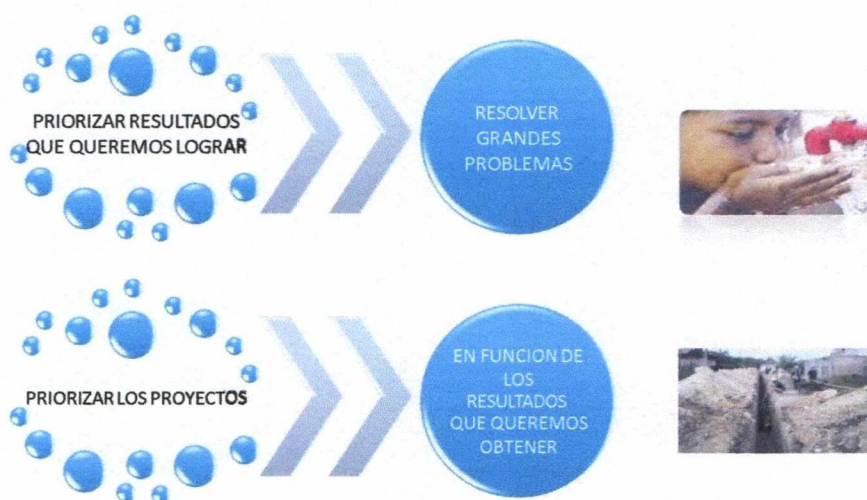 PRIORIZAR RESULTADOS
QUE QUEREMOS LOGRAR
RESOLVER
GRANDES
PROBLEMAS
PRIORIZAR LOS PROYECTOS
EN FUNCION DE
LOS
RESULTADOS
QUE QUEREMOS
OBTENER